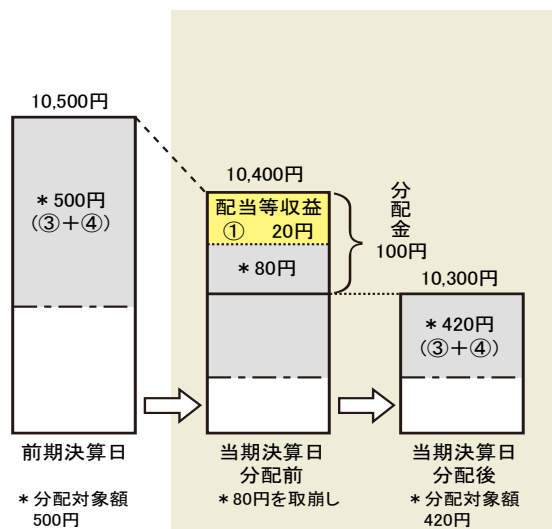 10,500円
＊500円
(③＋④)
前期決算日
＊分配対象額
500円
10,400円
配当等収益
① 20円
＊80円
分配金
100円
当期決算日
分配前
＊80円を取崩し
10,300円
＊420円
(③＋④)
当期決算日
分配後
＊分配対象額
420円